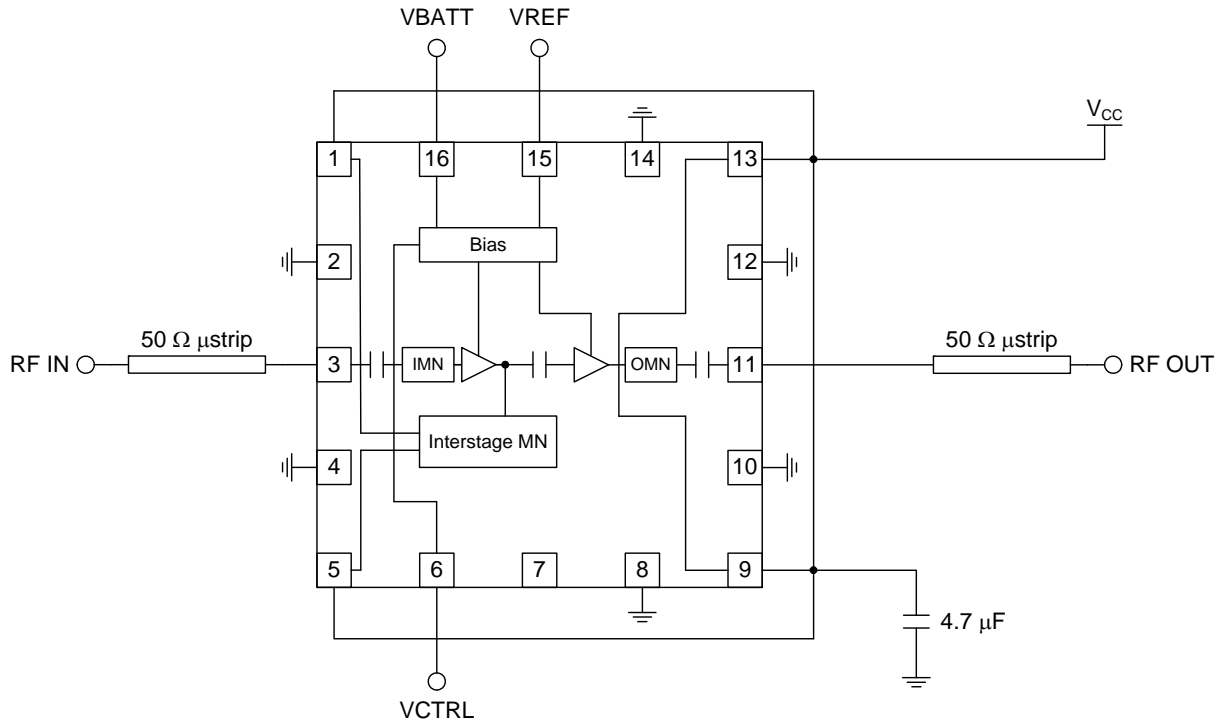 VBATT
VREF
V_CC
1
16
15
14
13
Bias
2
12
50 Ω μstrip
50 Ω μstrip
RF IN
3
IMN
OMN
11
RF OUT
Interstage MN
4
10
5
6
7
8
9
4.7 μF
VCTRL